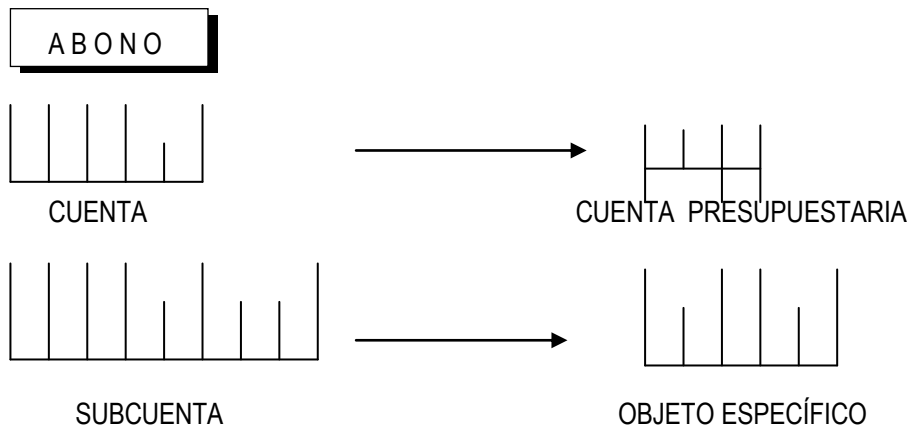 ABONO
CUENTA
CUENTA PRESUPUESTARIA
SUBCUENTA
OBJETO ESPECÍFICO